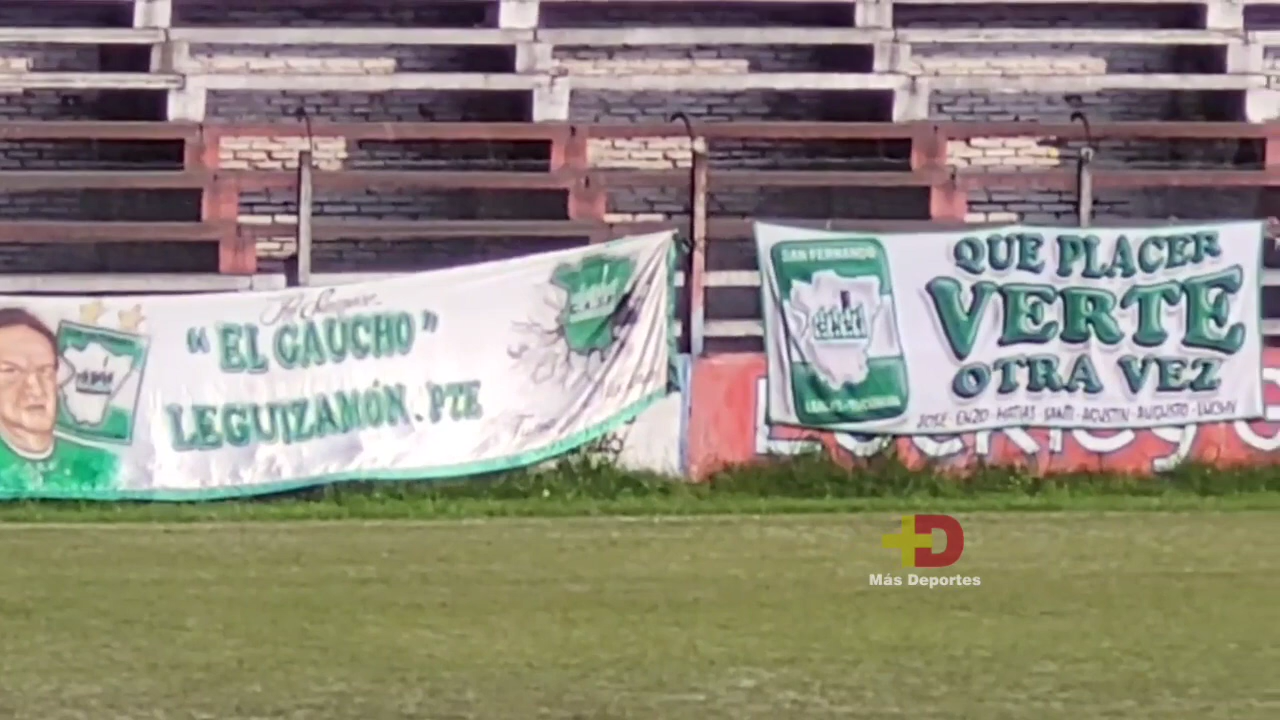 "EL GAUCHO"
LEGUIZAMÓN.PTE
C.A.S.F.
SAN FERNANDO
QUE PLACER
VERTE
OTRA VEZ
JOSE - ENZO - MATIAS - SANTI - AGUSTIN - AUGUSTO - LUCHY
+D
Más Deportes